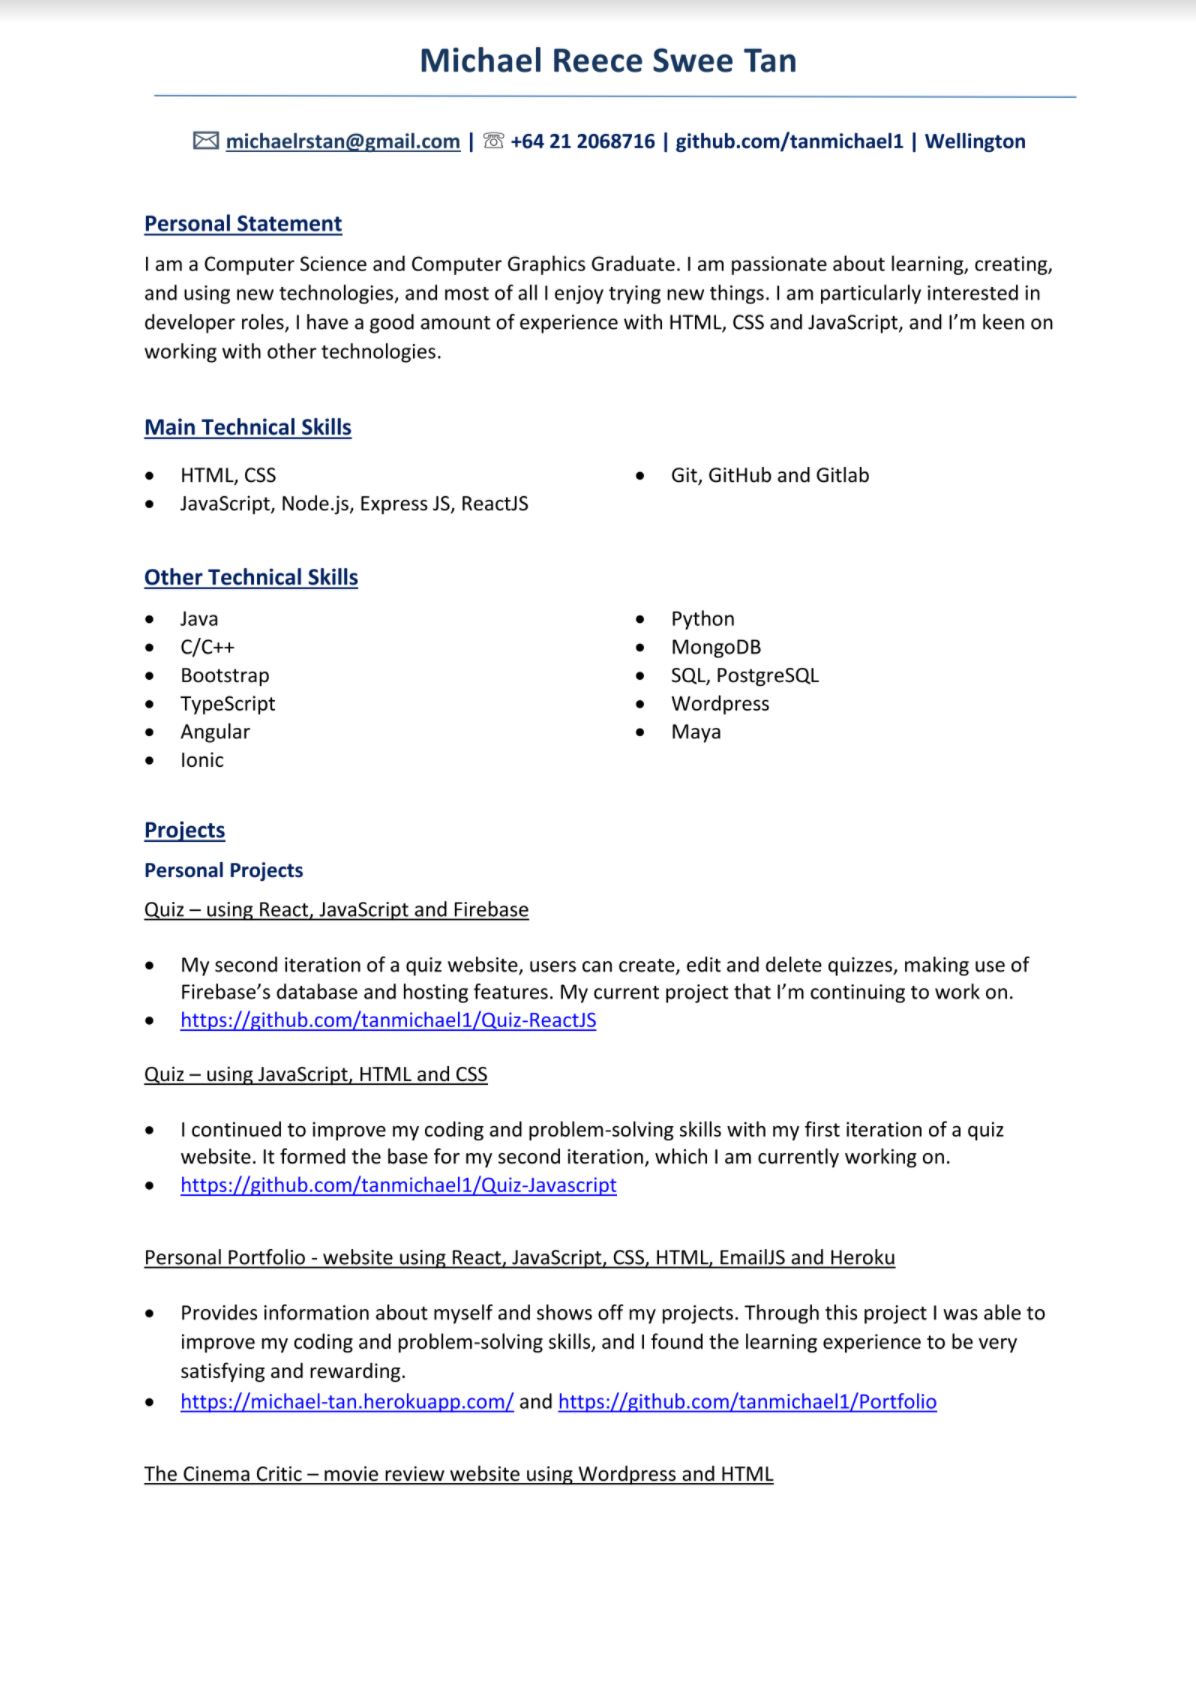 Michael Reece Swee Tan
✉ michaelrstan@gmail.com | ☏ +64 21 2068716 | github.com/tanmichael1 | Wellington
Personal Statement
I am a Computer Science and Computer Graphics Graduate. I am passionate about learning, creating,
and using new technologies, and most of all I enjoy trying new things. I am particularly interested in
developer roles, I have a good amount of experience with HTML, CSS and JavaScript, and I’m keen on
working with other technologies.
Main Technical Skills
• HTML, CSS
• JavaScript, Node.js, Express JS, ReactJS
• Git, GitHub and Gitlab
Other Technical Skills
• Java
• C/C++
• Bootstrap
• TypeScript
• Angular
• Ionic
• Python
• MongoDB
• SQL, PostgreSQL
• Wordpress
• Maya
Projects
Personal Projects
Quiz – using React, JavaScript and Firebase
• My second iteration of a quiz website, users can create, edit and delete quizzes, making use of
Firebase’s database and hosting features. My current project that I’m continuing to work on.
• https://github.com/tanmichael1/Quiz-ReactJS
Quiz – using JavaScript, HTML and CSS
• I continued to improve my coding and problem-solving skills with my first iteration of a quiz
website. It formed the base for my second iteration, which I am currently working on.
• https://github.com/tanmichael1/Quiz-Javascript
Personal Portfolio - website using React, JavaScript, CSS, HTML, EmailJS and Heroku
• Provides information about myself and shows off my projects. Through this project I was able to
improve my coding and problem-solving skills, and I found the learning experience to be very
satisfying and rewarding.
• https://michael-tan.herokuapp.com/ and https://github.com/tanmichael1/Portfolio
The Cinema Critic – movie review website using Wordpress and HTML